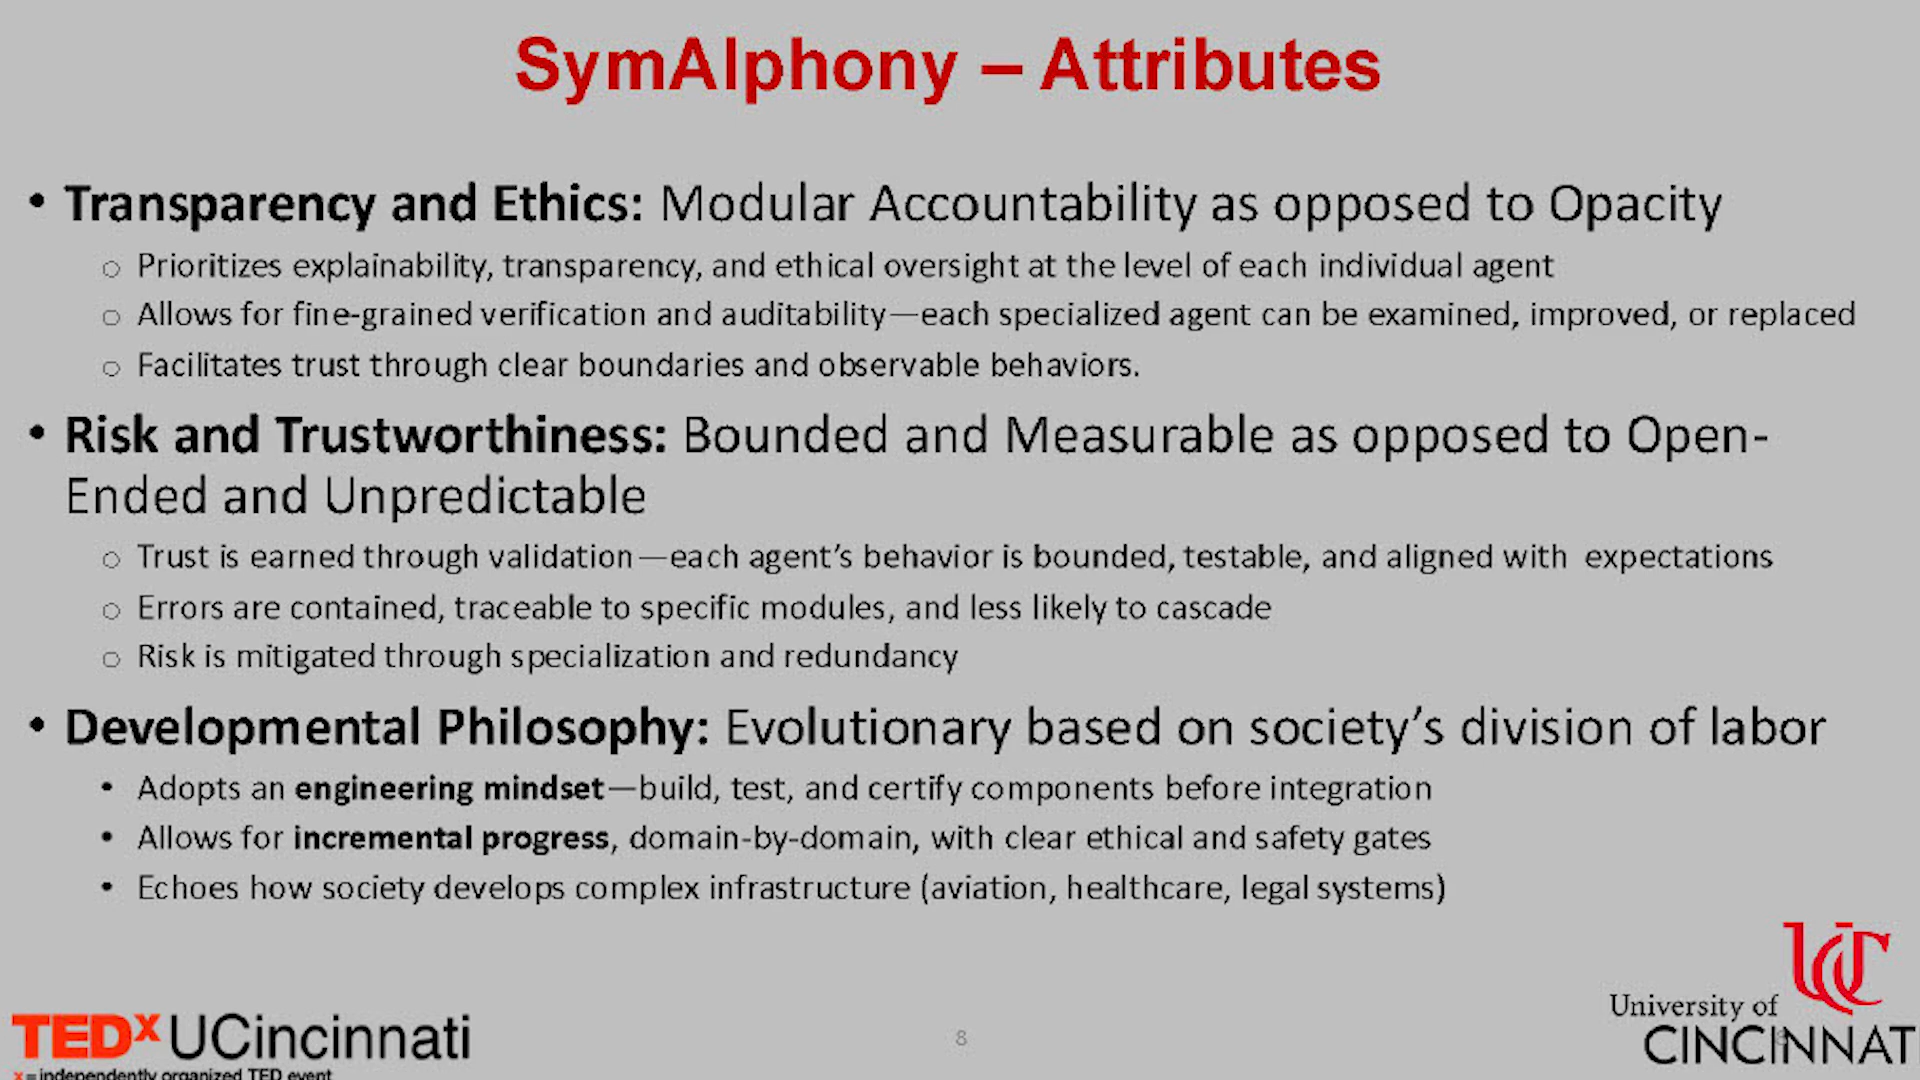 SymAIphony – Attributes
• Transparency and Ethics: Modular Accountability as opposed to Opacity
○ Prioritizes explainability, transparency, and ethical oversight at the level of each individual agent
○ Allows for fine-grained verification and auditability—each specialized agent can be examined, improved, or replaced
○ Facilitates trust through clear boundaries and observable behaviors.
• Risk and Trustworthiness: Bounded and Measurable as opposed to Open-
Ended and Unpredictable
○ Trust is earned through validation—each agent’s behavior is bounded, testable, and aligned with expectations
○ Errors are contained, traceable to specific modules, and less likely to cascade
○ Risk is mitigated through specialization and redundancy
• Developmental Philosophy: Evolutionary based on society’s division of labor
• Adopts an engineering mindset—build, test, and certify components before integration
• Allows for incremental progress, domain-by-domain, with clear ethical and safety gates
• Echoes how society develops complex infrastructure (aviation, healthcare, legal systems)
TEDx UCincinnati
x = independently organized TED event
8
UC
University of
CINCINNATI